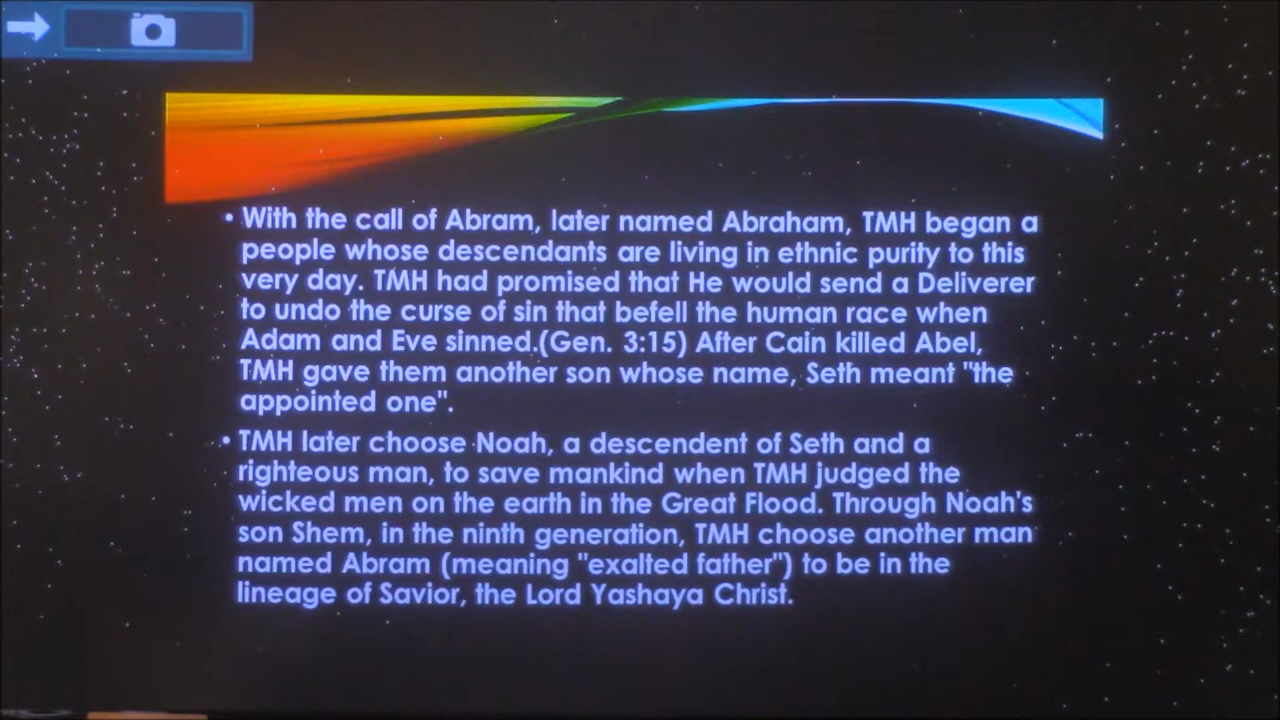 • With the call of Abram, later named Abraham, TMH began a
people whose descendants are living in ethnic purity to this
very day. TMH had promised that He would send a Deliverer
to undo the curse of sin that befell the human race when
Adam and Eve sinned.(Gen. 3:15) After Cain killed Abel,
TMH gave them another son whose name, Seth meant "the
appointed one".
• TMH later choose Noah, a descendent of Seth and a
righteous man, to save mankind when TMH judged the
wicked men on the earth in the Great Flood. Through Noah's
son Shem, in the ninth generation, TMH choose another man
named Abram (meaning "exalted father") to be in the
lineage of Savior, the Lord Yashaya Christ.